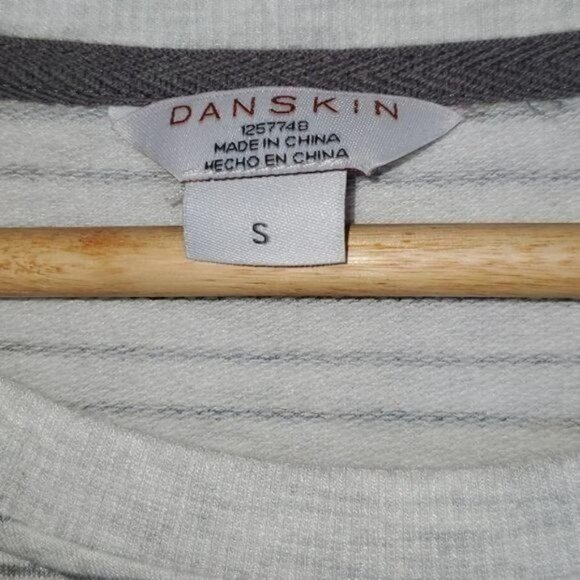 DANSKIN
1257748
MADE IN CHINA
HECHO EN CHINA
S